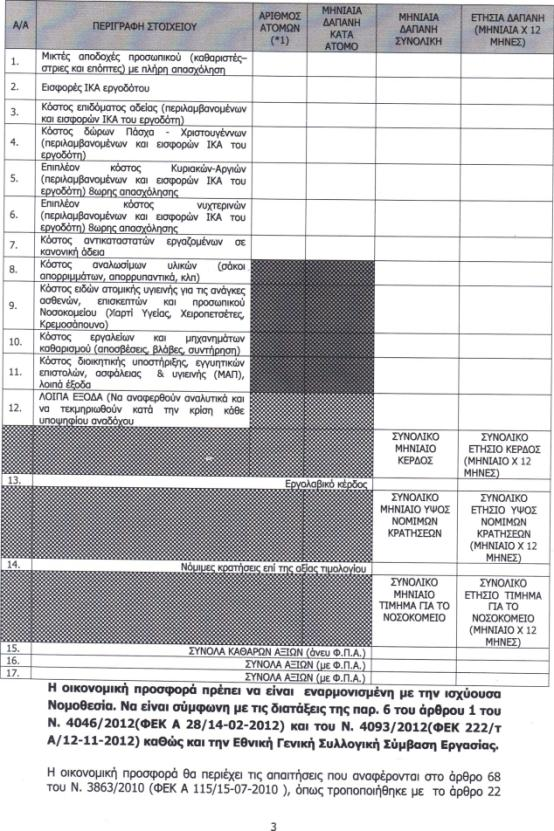 Α/Α
ΠΕΡΙΓΡΑΦΗ ΣΤΟΙΧΕΙΟΥ
ΑΡΙΘΜΟΣ
ΑΤΟΜΩΝ
(*1)
ΜΗΝΙΑΙΑ
ΔΑΠΑΝΗ
ΚΑΤΑ
ΑΤΟΜΟ
ΜΗΝΙΑΙΑ
ΔΑΠΑΝΗ
ΣΥΝΟΛΙΚΗ
ΕΤΗΣΙΑ ΔΑΠΑΝΗ
(ΜΗΝΙΑΙΑ Χ 12
ΜΗΝΕΣ)
1.
Μικτές αποδοχές προσωπικού (καθαριστές–
στριες και επόπτες) με πλήρη απασχόληση
2.
Εισφορές ΙΚΑ εργοδότου
3.
Κόστος επιδόματος αδείας (περιλαμβανομένων
και εισφορών ΙΚΑ του εργοδότη)
4.
Κόστος δώρων Πάσχα - Χριστουγέννων
(περιλαμβανομένων και εισφορών ΙΚΑ του
εργοδότη)
5.
Επιπλέον κόστος Κυριακών-Αργιών
(περιλαμβανομένων και εισφορών ΙΚΑ του
εργοδότη) 8ωρης απασχόλησης
6.
Επιπλέον κόστος νυχτερινών
(περιλαμβανομένων και εισφορών ΙΚΑ του
εργοδότη) 8ωρης απασχόλησης
7.
Κόστος αντικαταστατών εργαζομένων σε
κανονική άδεια
8.
Κόστος αναλωσίμων υλικών (σάκοι
απορριμμάτων, απορρυπαντικά, κλπ)
9.
Κόστος ειδών ατομικής υγιεινής για τις ανάγκες
ασθενών, επισκεπτών και προσωπικού
Νοσοκομείου (Χαρτί Υγείας, Χειροπετσέτες,
Κρεμοσάπουνο)
10.
Κόστος εργαλείων και μηχανημάτων
καθαρισμού (αποσβέσεις, βλάβες, συντήρηση)
11.
Κόστος διοικητικής υποστήριξης, εγγυητικών
επιστολών, ασφάλειας & υγιεινής (ΜΑΠ),
λοιπά έξοδα
12.
ΛΟΙΠΑ ΕΞΟΔΑ (Να αναφερθούν αναλυτικά και
να τεκμηριωθούν κατά την κρίση κάθε
υποψηφίου αναδόχου
ΣΥΝΟΛΙΚΟ
ΜΗΝΙΑΙΟ
ΚΕΡΔΟΣ
ΣΥΝΟΛΙΚΟ
ΕΤΗΣΙΟ ΚΕΡΔΟΣ
(ΜΗΝΙΑΙΟ Χ 12
ΜΗΝΕΣ)
13.
Εργολαβικό κέρδος
ΣΥΝΟΛΙΚΟ
ΜΗΝΙΑΙΟ ΥΨΟΣ
ΝΟΜΙΜΩΝ
ΚΡΑΤΗΣΕΩΝ
ΣΥΝΟΛΙΚΟ
ΕΤΗΣΙΟ ΥΨΟΣ
ΝΟΜΙΜΩΝ
ΚΡΑΤΗΣΕΩΝ
(ΜΗΝΙΑΙΟ Χ 12
ΜΗΝΕΣ)
14.
Νόμιμες κρατήσεις επί της αξίας τιμολογίου
ΣΥΝΟΛΙΚΟ
ΜΗΝΙΑΙΟ
ΤΙΜΗΜΑ ΓΙΑ ΤΟ
ΝΟΣΟΚΟΜΕΙΟ
ΣΥΝΟΛΙΚΟ
ΕΤΗΣΙΟ ΤΙΜΗΜΑ
ΓΙΑ ΤΟ
ΝΟΣΟΚΟΜΕΙΟ
(ΜΗΝΙΑΙΟ Χ 12
ΜΗΝΕΣ)
15.
ΣΥΝΟΛΑ ΚΑΘΑΡΩΝ ΑΞΙΩΝ (άνευ Φ.Π.Α.)
16.
ΣΥΝΟΛΑ ΑΞΙΩΝ (με Φ.Π.Α.)
17.
ΣΥΝΟΛΑ ΑΞΙΩΝ (με Φ.Π.Α.)
Η οικονομική προσφορά πρέπει να είναι εναρμονισμένη με την ισχύουσα
Νομοθεσία. Να είναι σύμφωνη με τις διατάξεις της παρ. 6 του άρθρου 1 του
Ν. 4046/2012(ΦΕΚ Α 28/14-02-2012) και του Ν. 4093/2012(ΦΕΚ 222/τ
Α/12-11-2012) καθώς και την Εθνική Γενική Συλλογική Σύμβαση Εργασίας.
Η οικονομική προσφορά θα περιέχει τις απαιτήσεις που αναφέρονται στο άρθρο 68
του Ν. 3863/2010 (ΦΕΚ Α 115/15-07-2010 ), όπως τροποποιήθηκε με το άρθρο 22
3